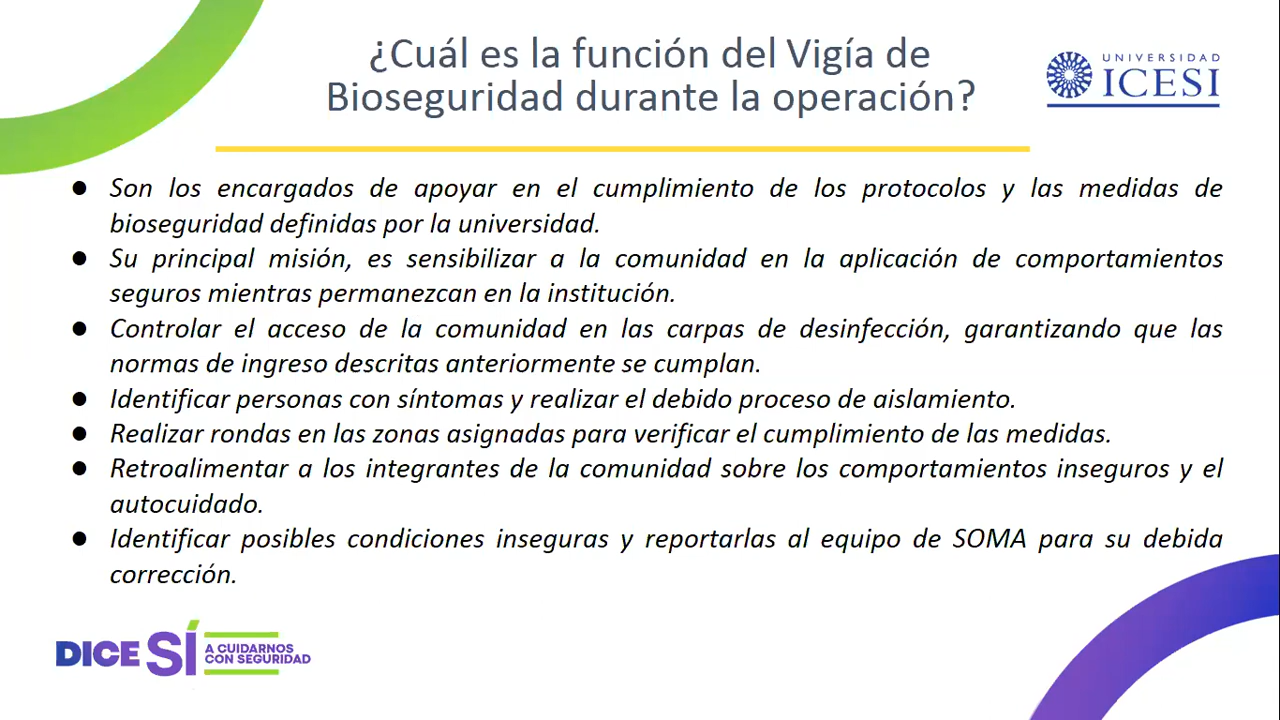 ¿Cuál es la función del Vigía de
Bioseguridad durante la operación?
UNIVERSIDAD
ICESI
● Son los encargados de apoyar en el cumplimiento de los protocolos y las medidas de
bioseguridad definidas por la universidad.
● Su principal misión, es sensibilizar a la comunidad en la aplicación de comportamientos
seguros mientras permanezcan en la institución.
● Controlar el acceso de la comunidad en las carpas de desinfección, garantizando que las
normas de ingreso descritas anteriormente se cumplan.
● Identificar personas con síntomas y realizar el debido proceso de aislamiento.
● Realizar rondas en las zonas asignadas para verificar el cumplimiento de las medidas.
● Retroalimentar a los integrantes de la comunidad sobre los comportamientos inseguros y el
autocuidado.
● Identificar posibles condiciones inseguras y reportarlas al equipo de SOMA para su debida
corrección.
DICE SÍ
A CUIDARNOS
CON SEGURIDAD